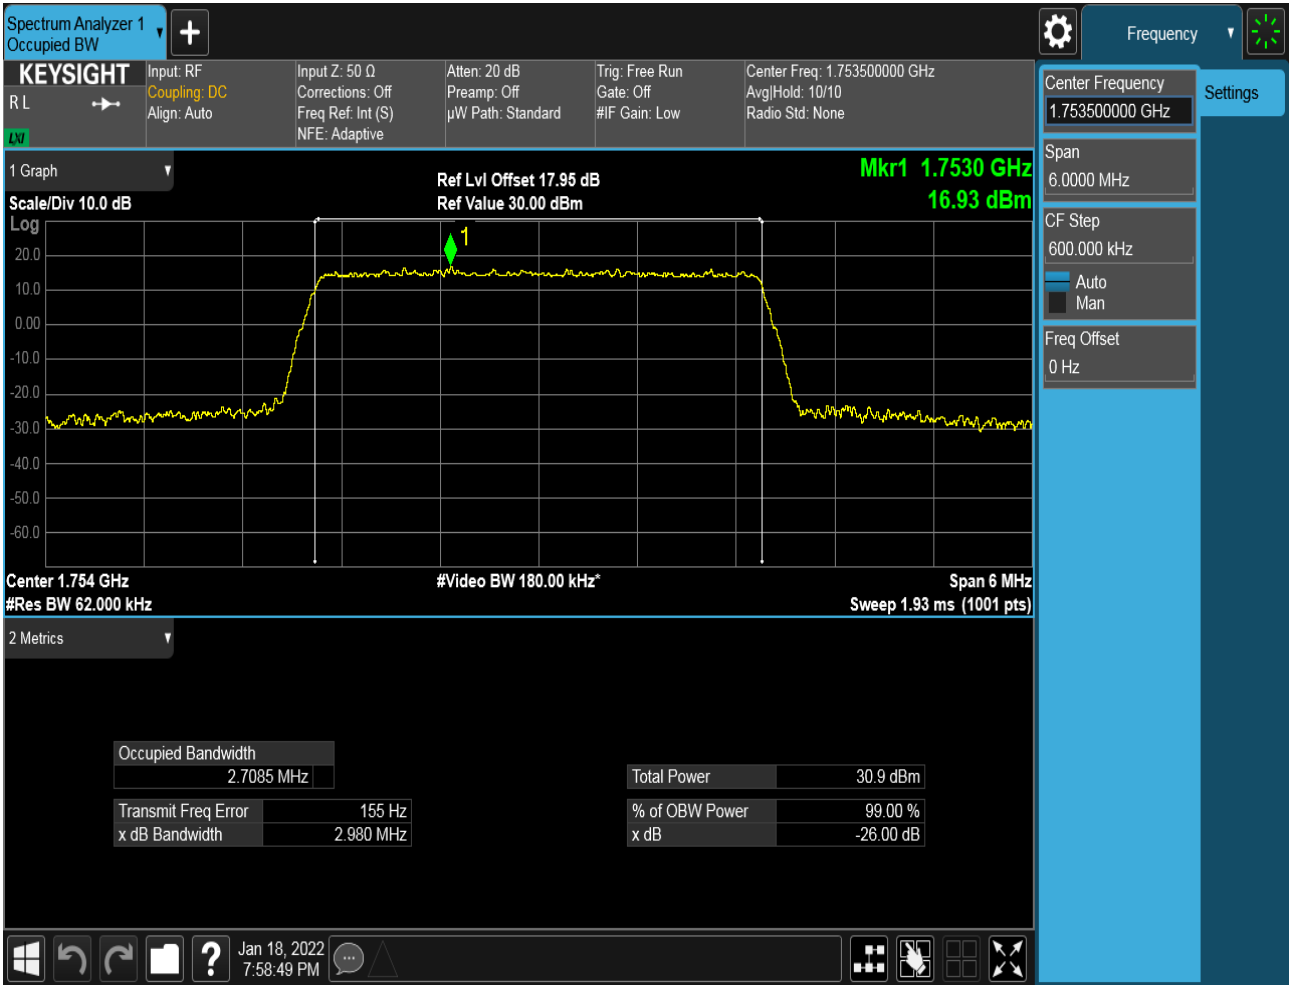 Spectrum Analyzer 1
Occupied BW
Frequency
KEYSIGHT
R L
LXI
Input: RF
Coupling: DC
Align: Auto
Input Z: 50 Ω
Corrections: Off
Freq Ref: Int (S)
NFE: Adaptive
Atten: 20 dB
Preamp: Off
µW Path: Standard
Trig: Free Run
Gate: Off
#IF Gain: Low
Center Freq: 1.753500000 GHz
Avg|Hold: 10/10
Radio Std: None
Center Frequency
1.753500000 GHz
Settings
Span
6.0000 MHz
CF Step
600.000 kHz
Auto
Man
Freq Offset
0 Hz
1 Graph
Scale/Div 10.0 dB
Ref Lvl Offset 17.95 dB
Ref Value 30.00 dBm
Mkr1 1.7530 GHz
16.93 dBm
Log
1
20.0
10.0
0.00
-10.0
-20.0
-30.0
-40.0
-50.0
-60.0
Center 1.754 GHz
#Video BW 180.00 kHz*
Span 6 MHz
#Res BW 62.000 kHz
Sweep 1.93 ms (1001 pts)
2 Metrics
Occupied Bandwidth
2.7085 MHz
Total Power 30.9 dBm
Transmit Freq Error 155 Hz
% of OBW Power 99.00 %
x dB Bandwidth 2.980 MHz
x dB -26.00 dB
?
Jan 18, 2022
7:58:49 PM